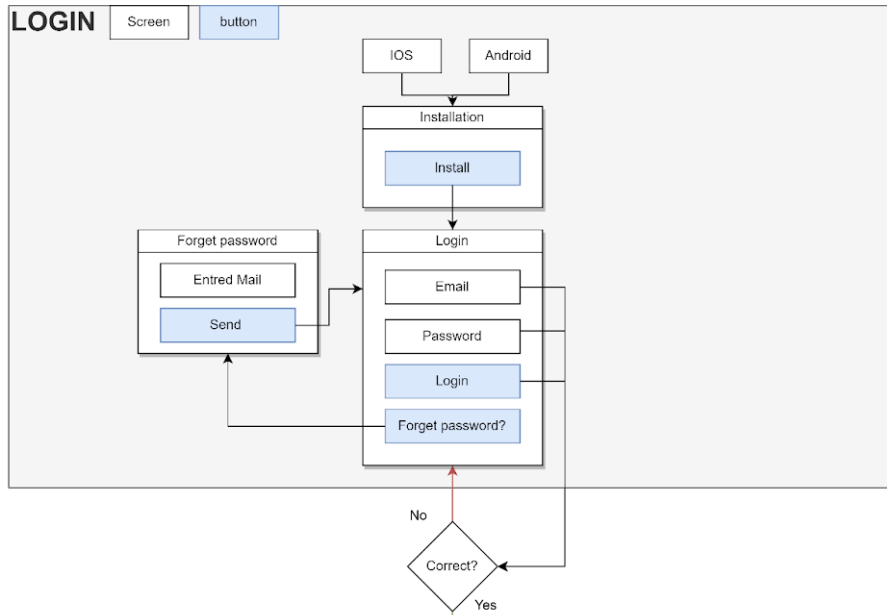 LOGIN
Screen
button
IOS
Android
Installation
Install
Forget password
Login
Entred Mail
Email
Send
Password
Login
Forget password?
No
Correct?
Yes